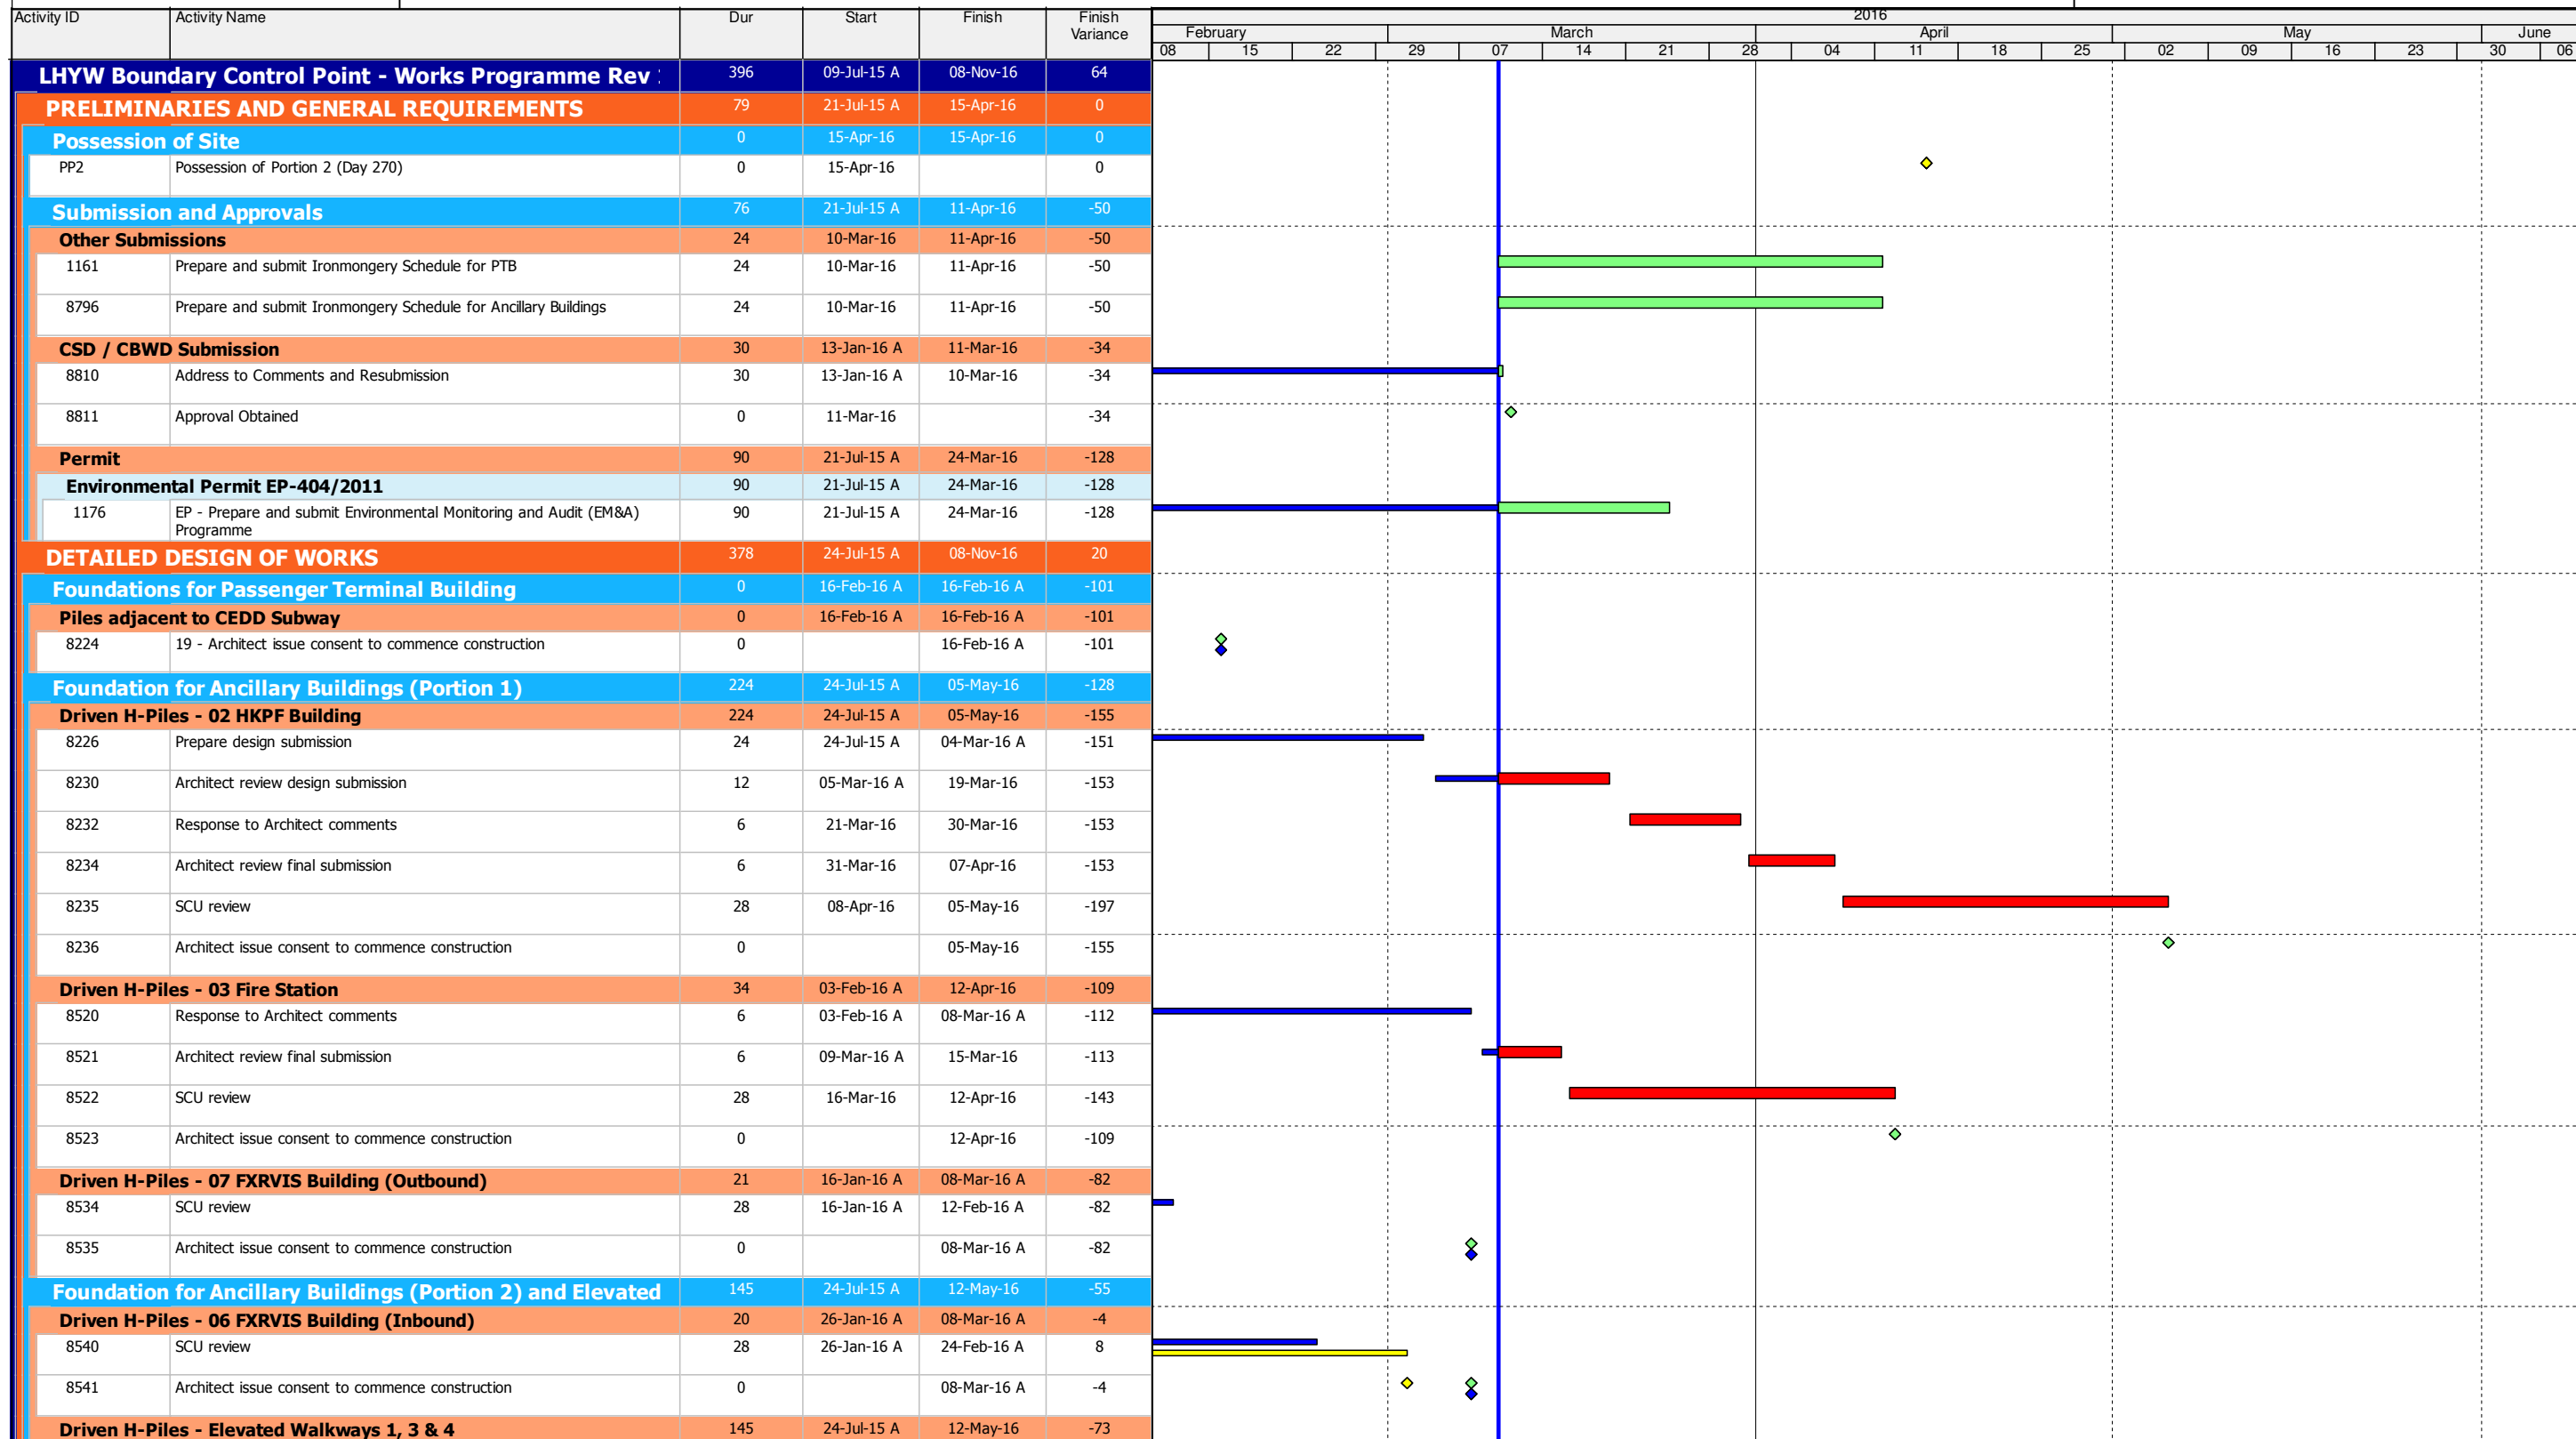 Activity ID Activity Name Dur Start Finish Finish Variance 2016
February March April May June
08 15 22 29 07 14 21 28 04 11 18 25 02 09 16 23 30 06
LHYW Boundary Control Point - Works Programme Rev 396 09-Jul-15 A 08-Nov-16 64
PRELIMINARIES AND GENERAL REQUIREMENTS 79 21-Jul-15 A 15-Apr-16 0
Possession of Site 0 15-Apr-16 15-Apr-16 0
PP2 Possession of Portion 2 (Day 270) 0 15-Apr-16 0
Submission and Approvals 76 21-Jul-15 A 11-Apr-16 -50
Other Submissions 24 10-Mar-16 11-Apr-16 -50
1161 Prepare and submit Ironmongery Schedule for PTB 24 10-Mar-16 11-Apr-16 -50
8796 Prepare and submit Ironmongery Schedule for Ancillary Buildings 24 10-Mar-16 11-Apr-16 -50
CSD / CBWD Submission 30 13-Jan-16 A 11-Mar-16 -34
8810 Address to Comments and Resubmission 30 13-Jan-16 A 10-Mar-16 -34
8811 Approval Obtained 0 11-Mar-16 -34
Permit 90 21-Jul-15 A 24-Mar-16 -128
Environmental Permit EP-404/2011 90 21-Jul-15 A 24-Mar-16 -128
1176 EP - Prepare and submit Environmental Monitoring and Audit (EM&A) 90 21-Jul-15 A 24-Mar-16 -128
Programme
DETAILED DESIGN OF WORKS 378 24-Jul-15 A 08-Nov-16 20
Foundations for Passenger Terminal Building 0 16-Feb-16 A 16-Feb-16 A -101
Piles adjacent to CEDD Subway 0 16-Feb-16 A 16-Feb-16 A -101
8224 19 - Architect issue consent to commence construction 0 16-Feb-16 A -101
Foundation for Ancillary Buildings (Portion 1) 224 24-Jul-15 A 05-May-16 -128
Driven H-Piles - 02 HKPF Building 224 24-Jul-15 A 05-May-16 -155
8226 Prepare design submission 24 24-Jul-15 A 04-Mar-16 A -151
8230 Architect review design submission 12 05-Mar-16 A 19-Mar-16 -153
8232 Response to Architect comments 6 21-Mar-16 30-Mar-16 -153
8234 Architect review final submission 6 31-Mar-16 07-Apr-16 -153
8235 SCU review 28 08-Apr-16 05-May-16 -197
8236 Architect issue consent to commence construction 0 05-May-16 -155
Driven H-Piles - 03 Fire Station 34 03-Feb-16 A 12-Apr-16 -109
8520 Response to Architect comments 6 03-Feb-16 A 08-Mar-16 A -112
8521 Architect review final submission 6 09-Mar-16 A 15-Mar-16 -113
8522 SCU review 28 16-Mar-16 12-Apr-16 -143
8523 Architect issue consent to commence construction 0 12-Apr-16 -109
Driven H-Piles - 07 FXRVIS Building (Outbound) 21 16-Jan-16 A 08-Mar-16 A -82
8534 SCU review 28 16-Jan-16 A 12-Feb-16 A -82
8535 Architect issue consent to commence construction 0 08-Mar-16 A -82
Foundation for Ancillary Buildings (Portion 2) and Elevated 145 24-Jul-15 A 12-May-16 -55
Driven H-Piles - 06 FXRVIS Building (Inbound) 20 26-Jan-16 A 08-Mar-16 A -4
8540 SCU review 28 26-Jan-16 A 24-Feb-16 A 8
8541 Architect issue consent to commence construction 0 08-Mar-16 A -4
Driven H-Piles - Elevated Walkways 1, 3 & 4 145 24-Jul-15 A 12-May-16 -73